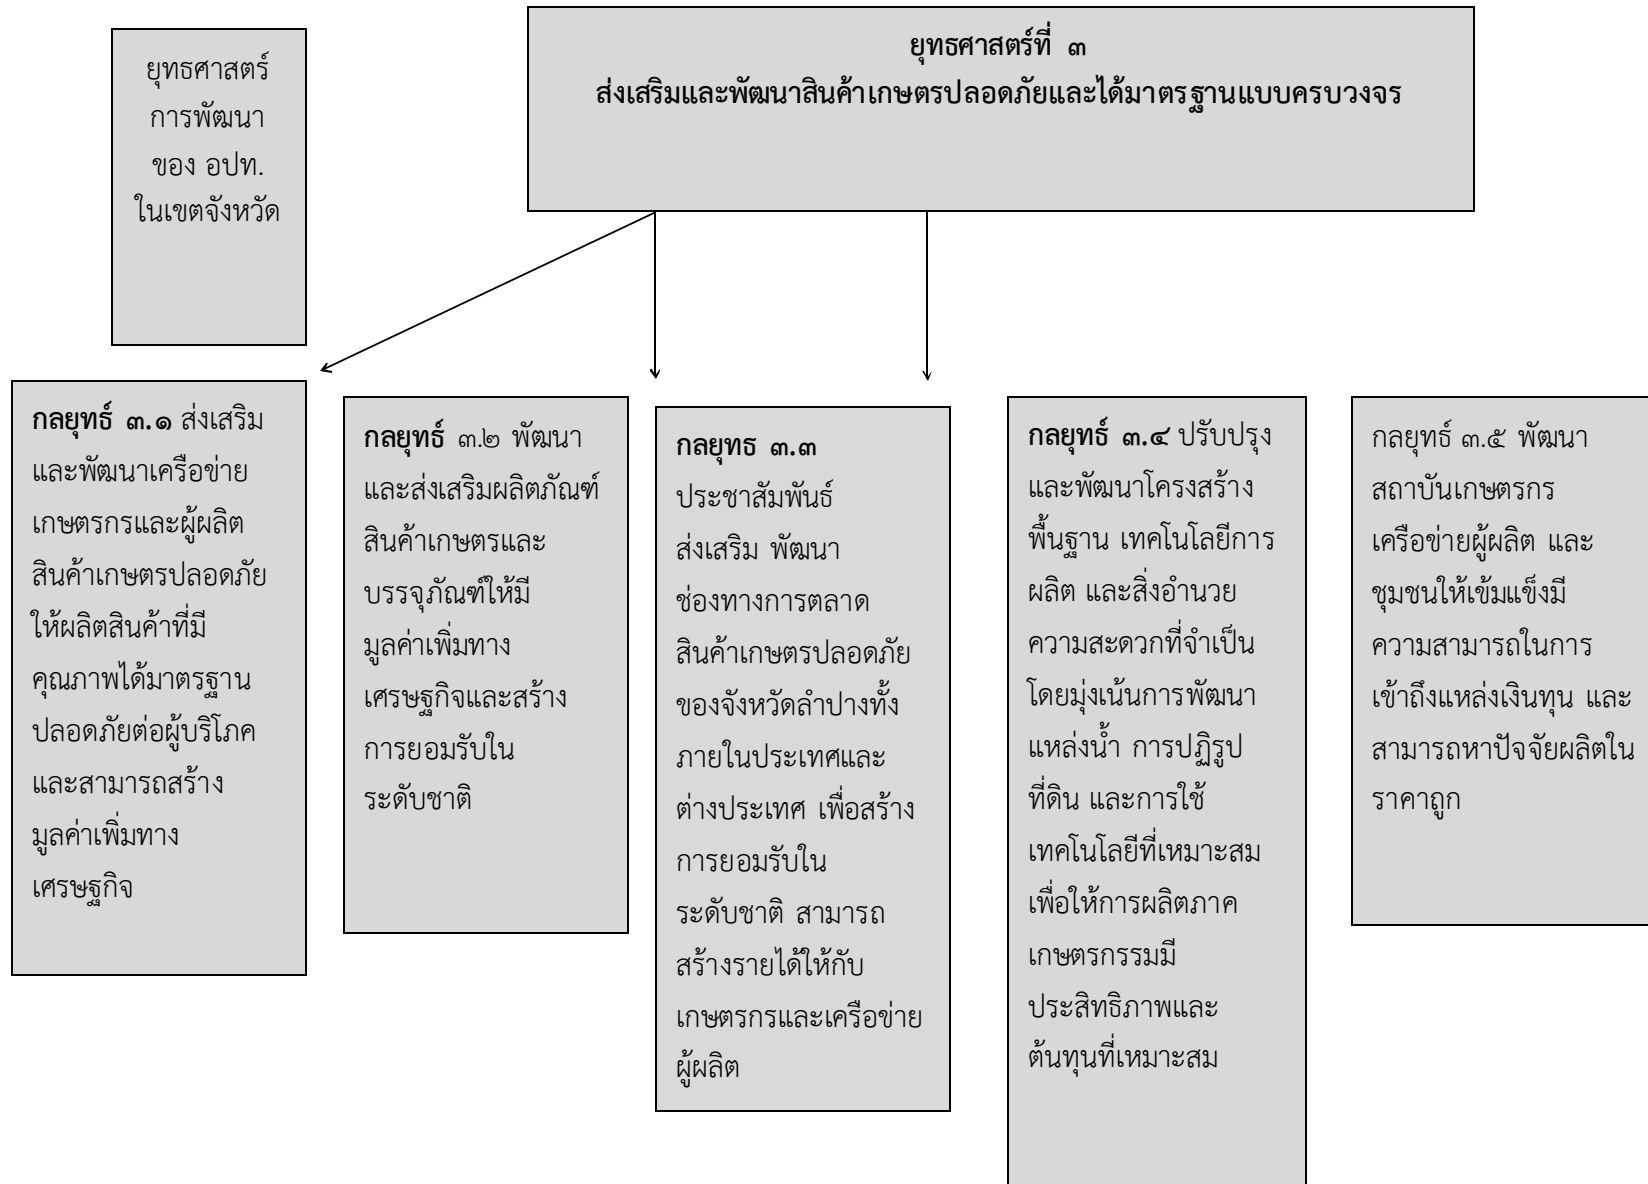 ยุทธศาสตร์
การพัฒนา
ของ อปท.
ในเขตจังหวัด
ยุทธศาสตร์ที่ ๓
ส่งเสริมและพัฒนาสินค้าเกษตรปลอดภัยและได้มาตรฐานแบบครบวงจร
กลยุทธ์ ๓.๑ ส่งเสริม
และพัฒนาเครือข่าย
เกษตรกรและผู้ผลิต
สินค้าเกษตรปลอดภัย
ให้ผลิตสินค้าที่มี
คุณภาพได้มาตรฐาน
ปลอดภัยต่อผู้บริโภค
และสามารถสร้าง
มูลค่าเพิ่มทาง
เศรษฐกิจ
กลยุทธ์ ๓.๒ พัฒนา
และส่งเสริมผลิตภัณฑ์
สินค้าเกษตรและ
บรรจุภัณฑ์ให้มี
มูลค่าเพิ่มทาง
เศรษฐกิจและสร้าง
การยอมรับใน
ระดับชาติ
กลยุทธ ๓.๓
ประชาสัมพันธ์
ส่งเสริม พัฒนา
ช่องทางการตลาด
สินค้าเกษตรปลอดภัย
ของจังหวัดลำปางทั้ง
ภายในประเทศและ
ต่างประเทศ เพื่อสร้าง
การยอมรับใน
ระดับชาติ สามารถ
สร้างรายได้ให้กับ
เกษตรกรและเครือข่าย
ผู้ผลิต
กลยุทธ์ ๓.๔ ปรับปรุง
และพัฒนาโครงสร้าง
พื้นฐาน เทคโนโลยีการ
ผลิต และสิ่งอำนวย
ความสะดวกที่จำเป็น
โดยมุ่งเน้นการพัฒนา
แหล่งน้ำ การปฏิรูป
ที่ดิน และการใช้
เทคโนโลยีที่เหมาะสม
เพื่อให้การผลิตภาค
เกษตรกรรมมี
ประสิทธิภาพและ
ต้นทุนที่เหมาะสม
กลยุทธ์ ๓.๕ พัฒนา
สถาบันเกษตรกร
เครือข่ายผู้ผลิต และ
ชุมชนให้เข้มแข็งมี
ความสามารถในการ
เข้าถึงแหล่งเงินทุน และ
สามารถหาปัจจัยผลิตใน
ราคาถูก